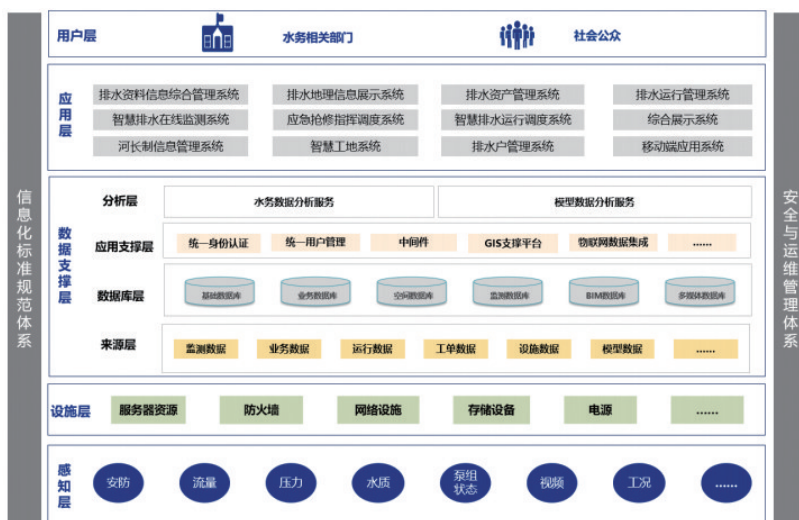 用户层
水务相关部门
社会公众
应用层
排水资料信息综合管理系统
排水地理信息展示系统
排水资产管理系统
排水运行管理系统
智慧排水在线监测系统
应急抢修指挥调度系统
智慧排水运行调度系统
综合展示系统
河长制信息管理系统
智慧工地系统
排水户管理系统
移动端应用系统
信息化标准规范体系
数据支撑层
分析层
水务数据分析服务
模型数据分析服务
应用支撑层
统一身份认证
统一用户管理
中间件
GIS支撑平台
物联网数据集成
......
数据库层
基础数据库
业务数据库
空间数据库
监测数据库
BIM数据库
多媒体数据库
来源层
监测数据
业务数据
运行数据
工单数据
设施数据
模型数据
......
安全与运维管理体系
设施层
服务器资源
防火墙
网络设施
存储设备
电源
......
感知层
安防
流量
压力
水质
泵组
状态
视频
工况
......